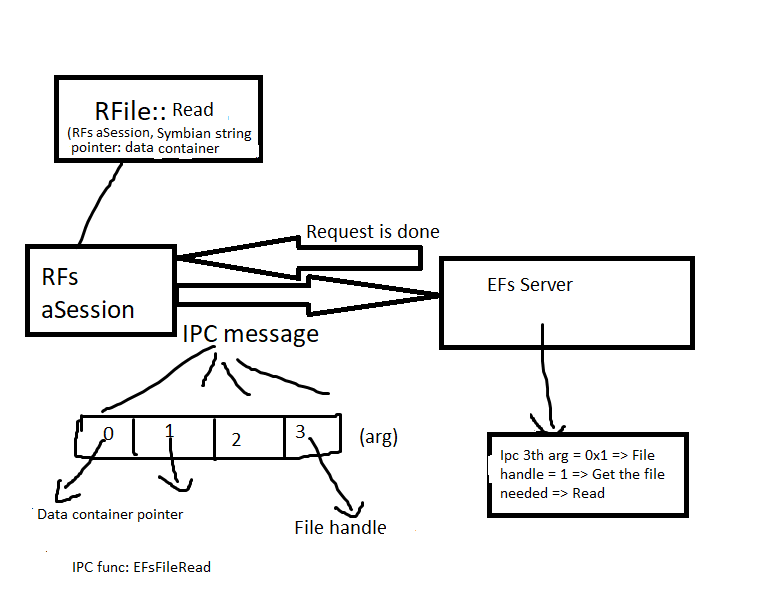 RFile:: Read
(RFs aSession, Symbian string
pointer: data container
Request is done
RFs
aSession
EFs Server
IPC message
0 1 2 3 (arg)
Ipc 3th arg = 0x1 => File
handle = 1 => Get the file
needed => Read
Data container pointer
File handle
IPC func: EFsFileRead